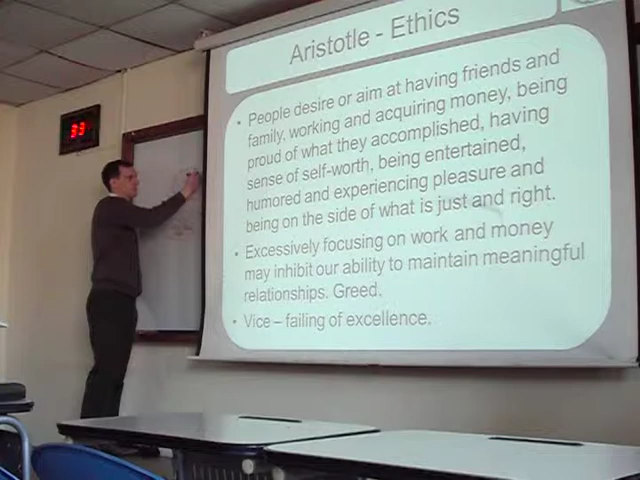 Aristotle - Ethics
• People desire or aim at having friends and
family, working and acquiring money, being
proud of what they accomplished, having
sense of self-worth, being entertained,
humored and experiencing pleasure and
being on the side of what is just and right.
• Excessively focusing on work and money
may inhibit our ability to maintain meaningful
relationships. Greed.
• Vice – failing of excellence.